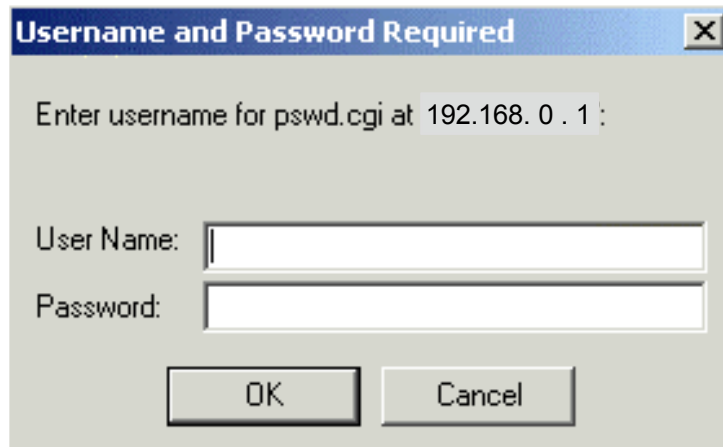 Username and Password Required
Enter username for pswd.cgi at 192.168. 0 . 1 :
User Name:
Password:
OK
Cancel